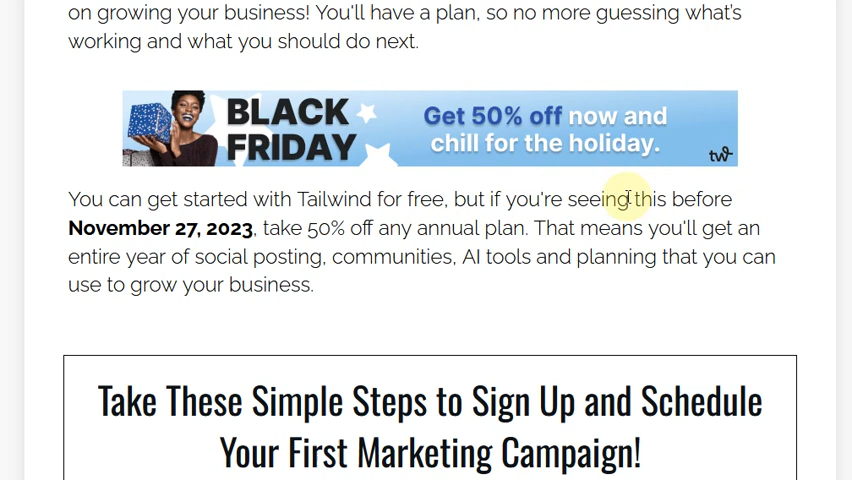 on growing your business! You'll have a plan, so no more guessing what's
working and what you should do next.
BLACK
FRIDAY
Get 50% off now and
chill for the holiday.
tw
You can get started with Tailwind for free, but if you're seeing this before
November 27, 2023, take 50% off any annual plan. That means you'll get an
entire year of social posting, communities, AI tools and planning that you can
use to grow your business.
Take These Simple Steps to Sign Up and Schedule
Your First Marketing Campaign!